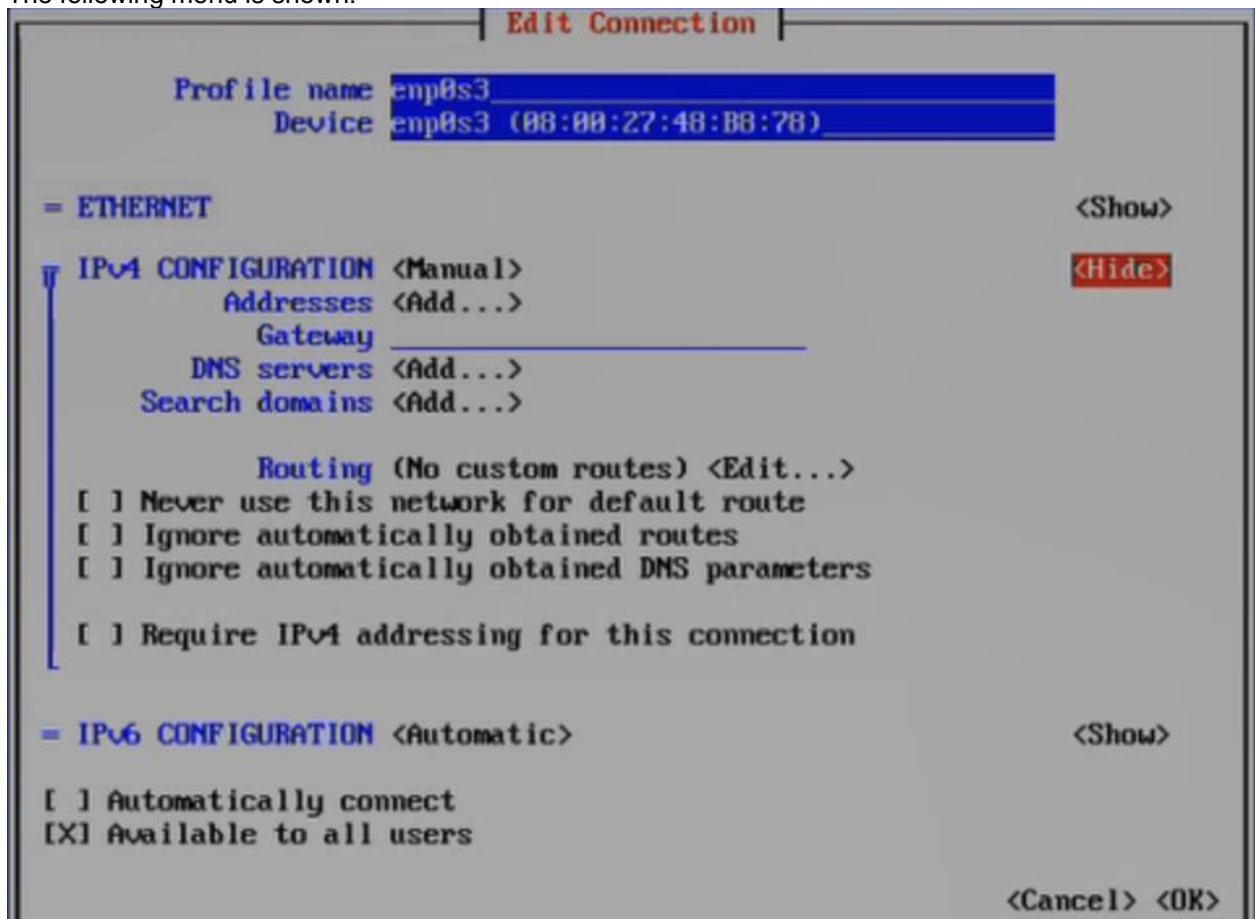 The following menu is shown:
Edit Connection
Profile name enp0s3
Device enp0s3 (08:00:27:48:B8:78)
= ETHERNET <Show>
IPv4 CONFIGURATION <Manual> <Hide>
Addresses <Add...>
Gateway
DNS servers <Add...>
Search domains <Add...>
Routing (No custom routes) <Edit...>
[ ] Never use this network for default route
[ ] Ignore automatically obtained routes
[ ] Ignore automatically obtained DNS parameters
[ ] Require IPv4 addressing for this connection
= IPv6 CONFIGURATION <Automatic> <Show>
[ ] Automatically connect
[X] Available to all users
<Cancel> <OK>